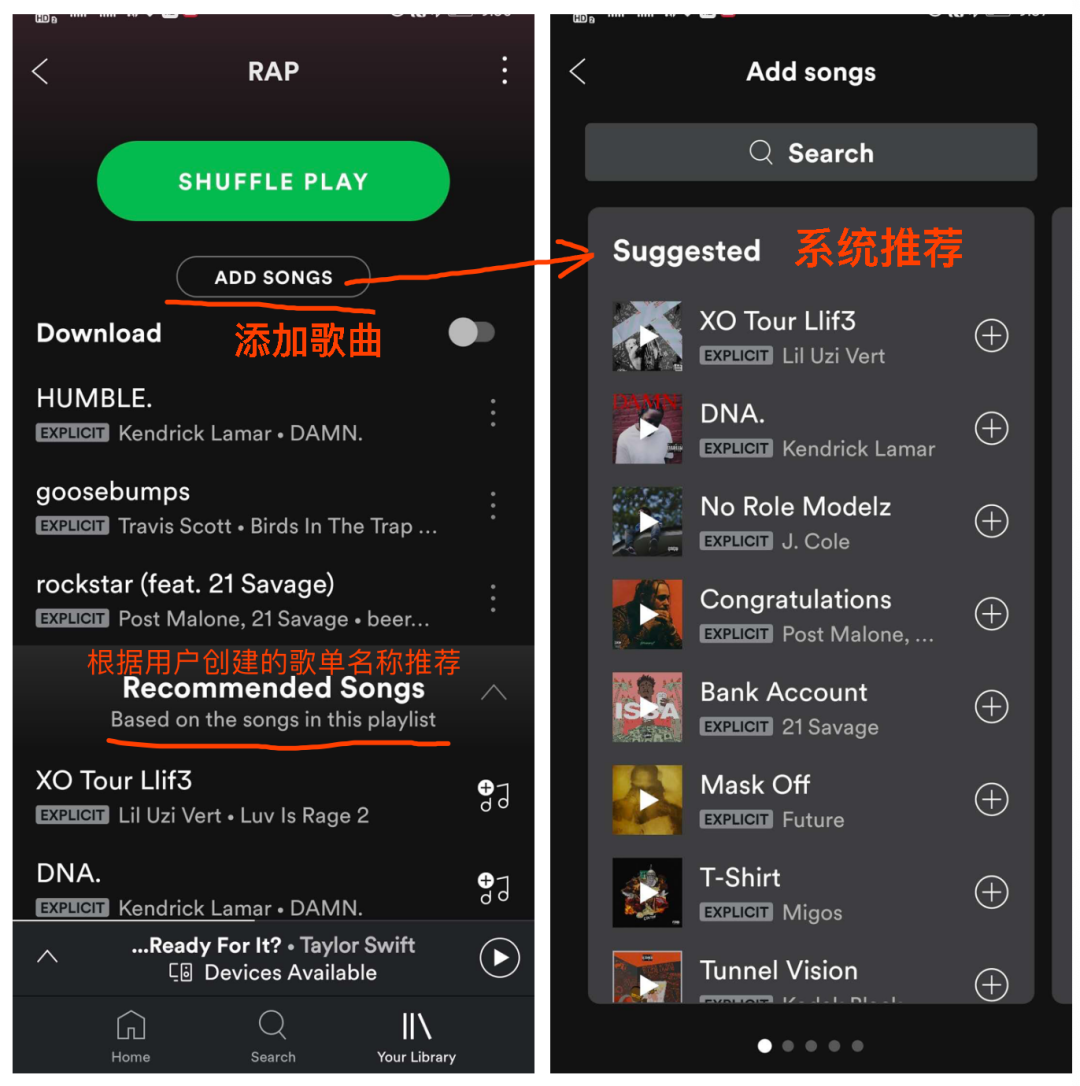 RAP
SHUFFLE PLAY
ADD SONGS
添加歌曲
Download
HUMBLE.
EXPLICIT Kendrick Lamar • DAMN.
goosebumps
EXPLICIT Travis Scott • Birds In The Trap ...
rockstar (feat. 21 Savage)
EXPLICIT Post Malone, 21 Savage • beer...
根据用户创建的歌单名称推荐
Recommended Songs
Based on the songs in this playlist
XO Tour Llif3
EXPLICIT Lil Uzi Vert • Luv Is Rage 2
DNA.
EXPLICIT Kendrick Lamar • DAMN.
...Ready For It? • Taylor Swift
Devices Available
Home Search Your Library
Add songs
Search
Suggested 系统推荐
XO Tour Llif3
EXPLICIT Lil Uzi Vert
DAMN.
DNA.
EXPLICIT Kendrick Lamar
No Role Modelz
EXPLICIT J. Cole
Congratulations
EXPLICIT Post Malone, ...
ISSA
Bank Account
EXPLICIT 21 Savage
Mask Off
EXPLICIT Future
T-Shirt
EXPLICIT Migos
Tunnel Vision